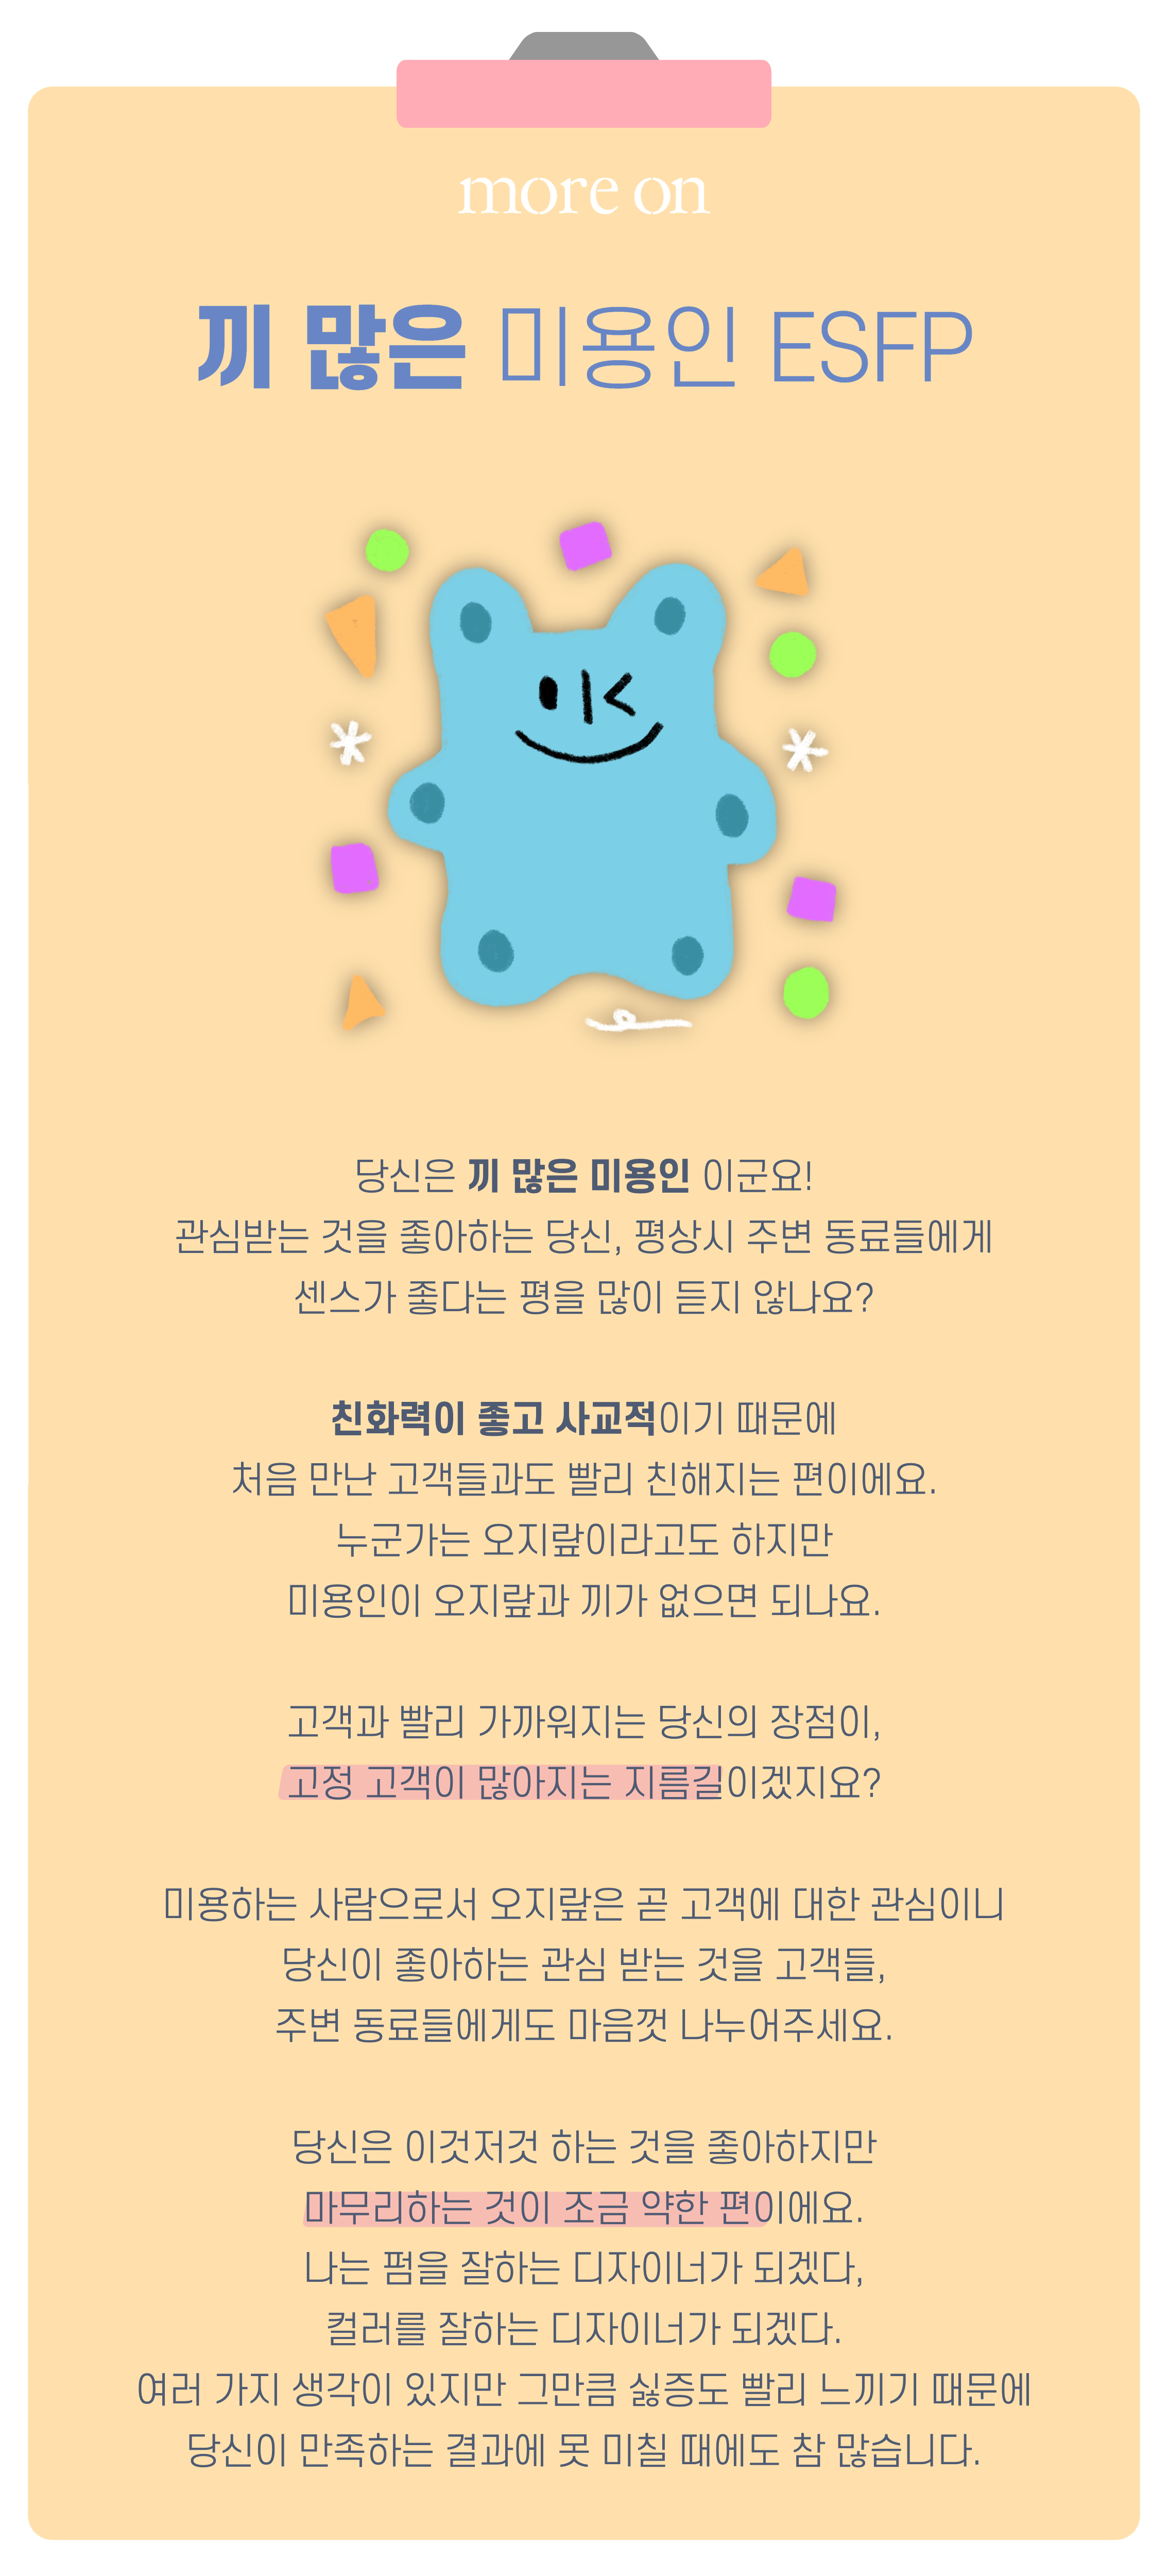 more on
끼 많은 미용인 ESFP
당신은 끼 많은 미용인 이군요!
관심받는 것을 좋아하는 당신, 평상시 주변 동료들에게
센스가 좋다는 평을 많이 듣지 않나요?
친화력이 좋고 사교적이기 때문에
처음 만난 고객들과도 빨리 친해지는 편이에요.
누군가는 오지랖이라고도 하지만
미용인이 오지랖과 끼가 없으면 되나요.
고객과 빨리 가까워지는 당신의 장점이,
고정 고객이 많아지는 지름길이겠지요?
미용하는 사람으로서 오지랖은 곧 고객에 대한 관심이니
당신이 좋아하는 관심 받는 것을 고객들,
주변 동료들에게도 마음껏 나누어주세요.
당신은 이것저것 하는 것을 좋아하지만
마무리하는 것이 조금 약한 편이에요.
나는 펌을 잘하는 디자이너가 되겠다,
컬러를 잘하는 디자이너가 되겠다.
여러 가지 생각이 있지만 그만큼 싫증도 빨리 느끼기 때문에
당신이 만족하는 결과에 못 미칠 때에도 참 많습니다.